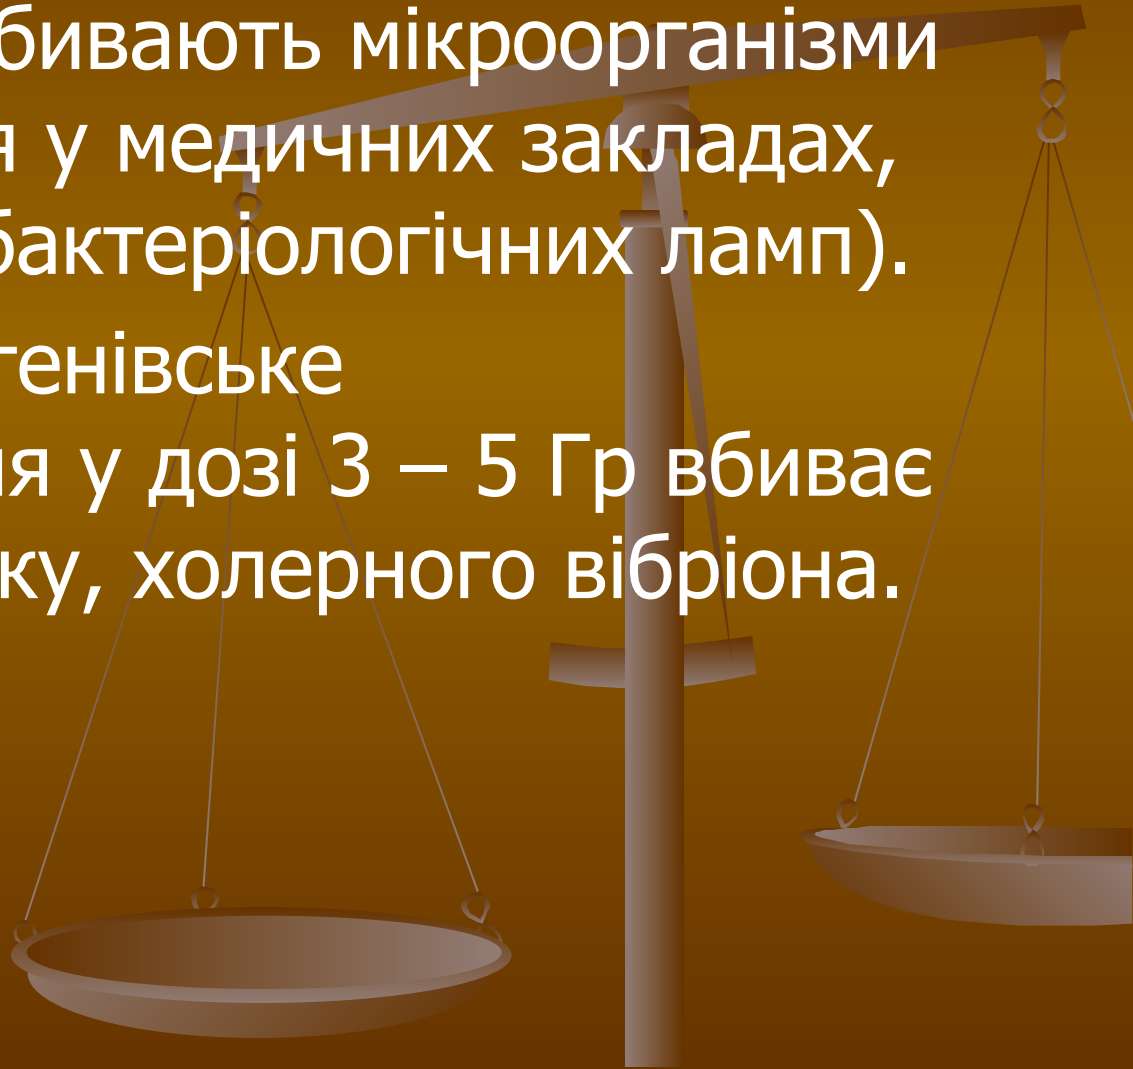 бивають мікроорганізми
я у медичних закладах,
бактеріологічних ламп).
генівське
ня у дозі 3 – 5 Гр вбиває
ку, холерного вібріона.